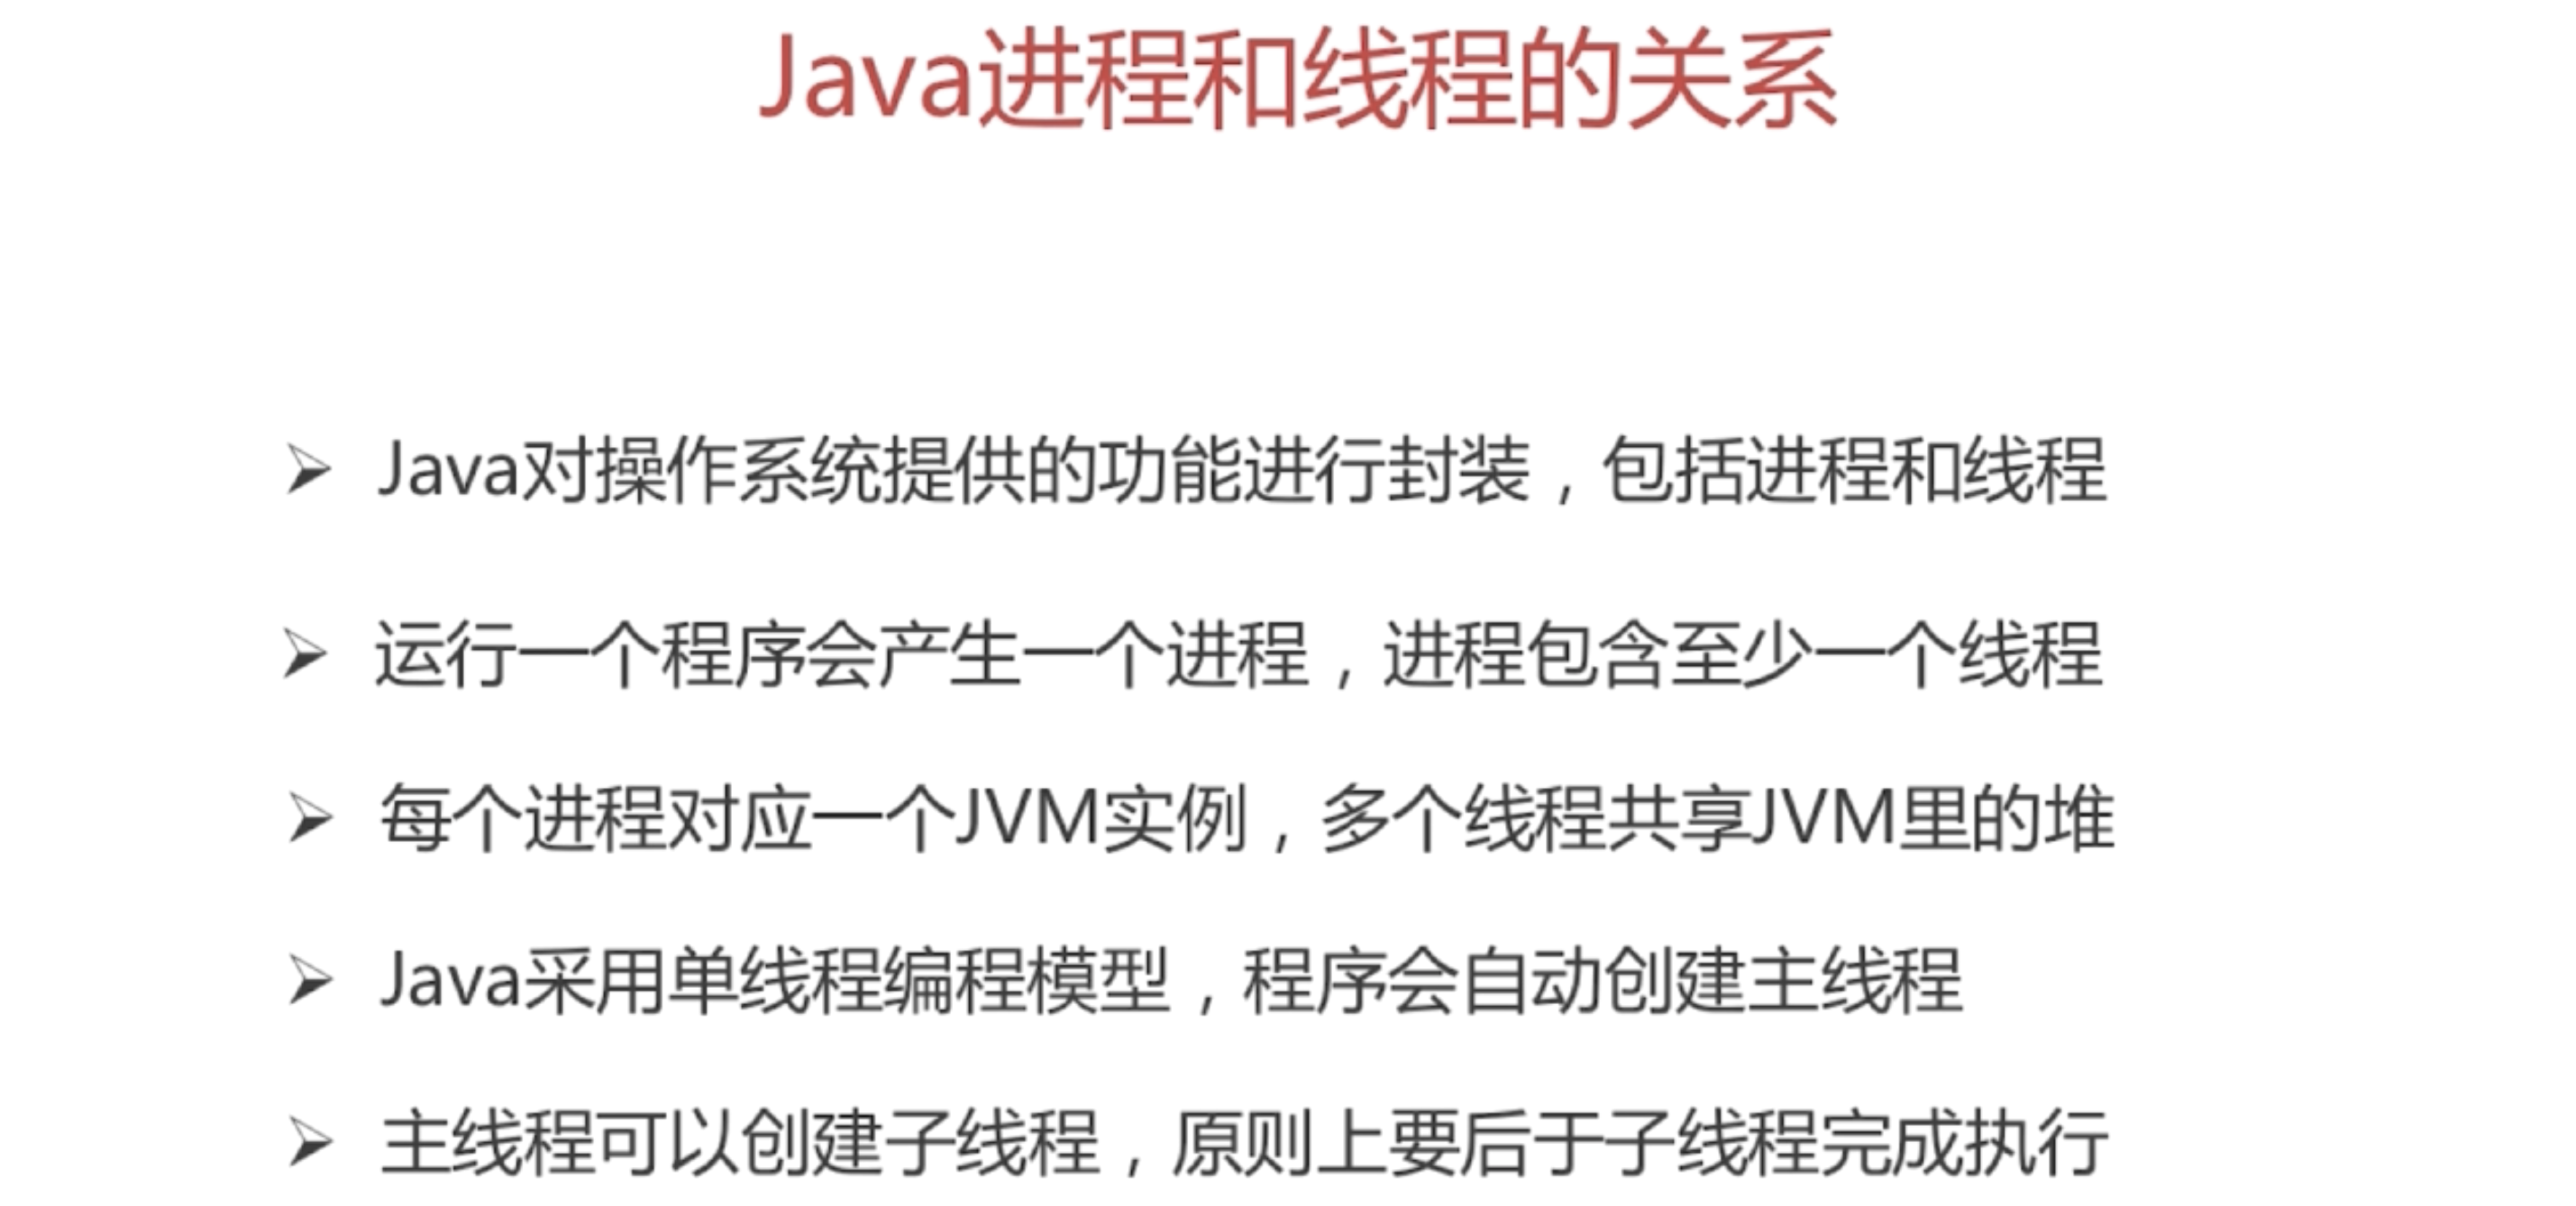 Java进程和线程的关系
Java对操作系统提供的功能进行封装，包括进程和线程
运行一个程序会产生一个进程，进程包含至少一个线程
每个进程对应一个JVM实例，多个线程共享JVM里的堆
Java采用单线程编程模型，程序会自动创建主线程
主线程可以创建子线程，原则上要后于子线程完成执行